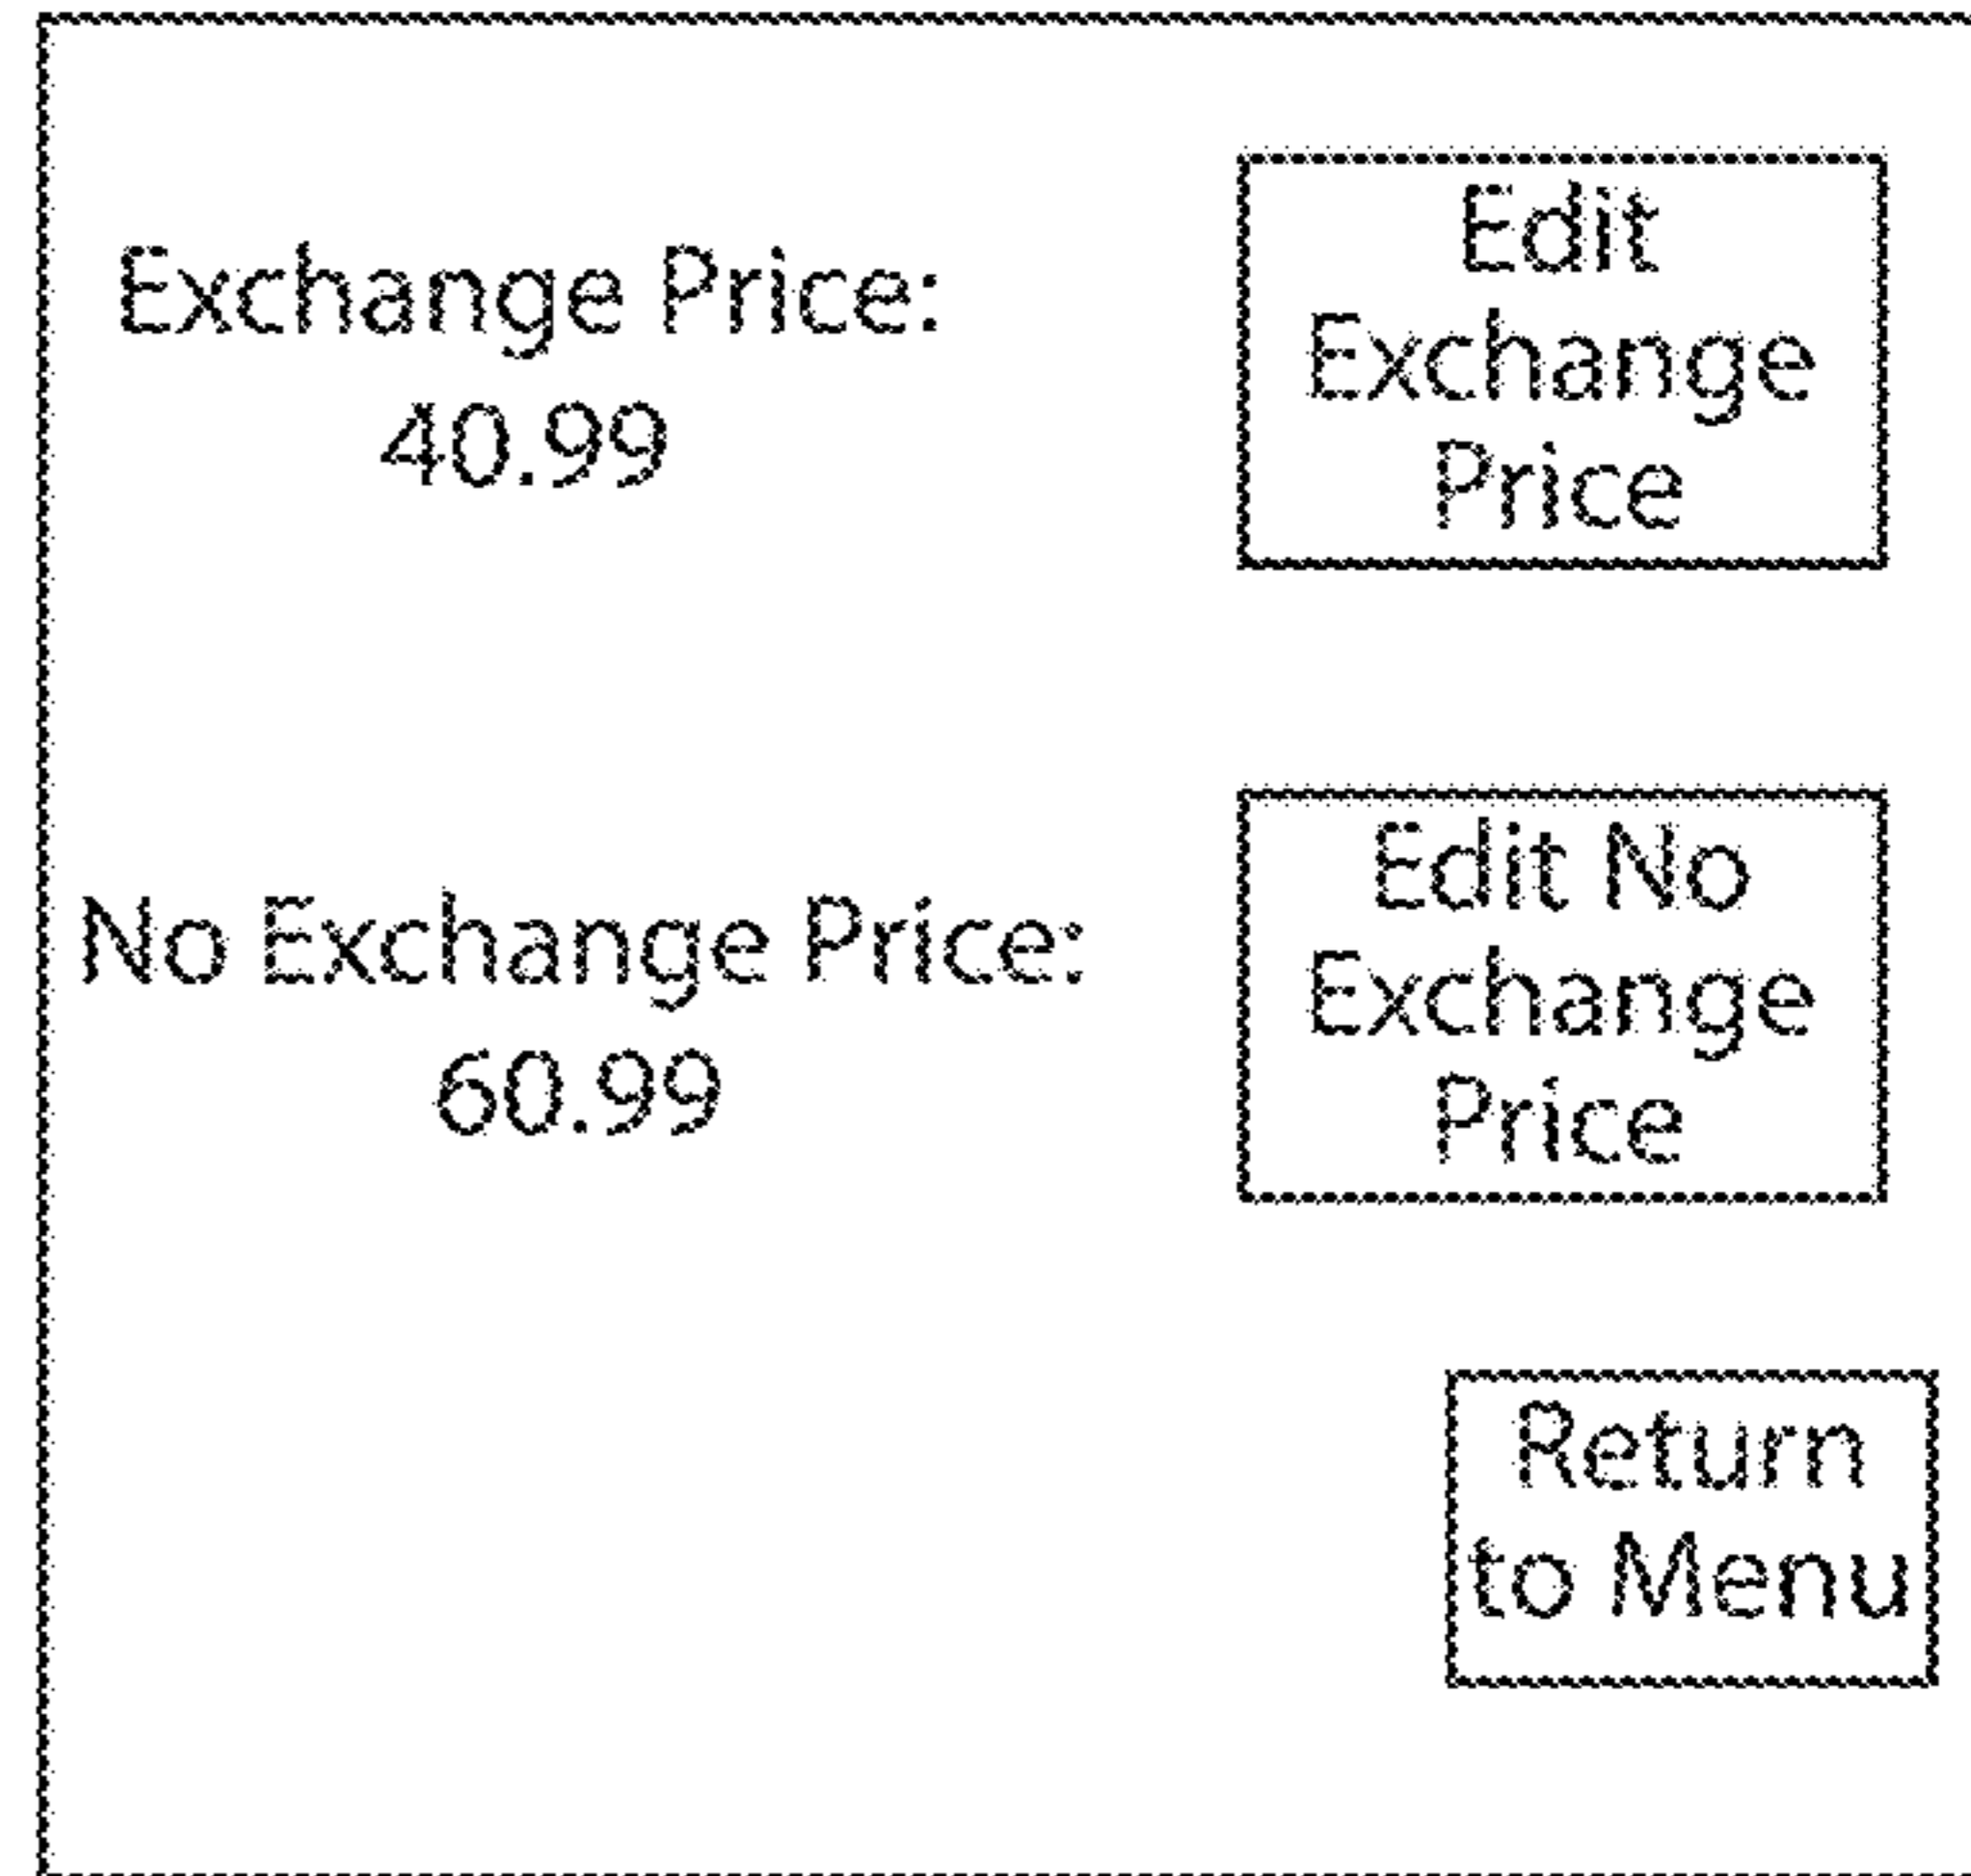 Exchange Price:
40.99
Edit
Exchange
Price
No Exchange Price:
60.99
Edit No
Exchange
Price
Return
to Menu